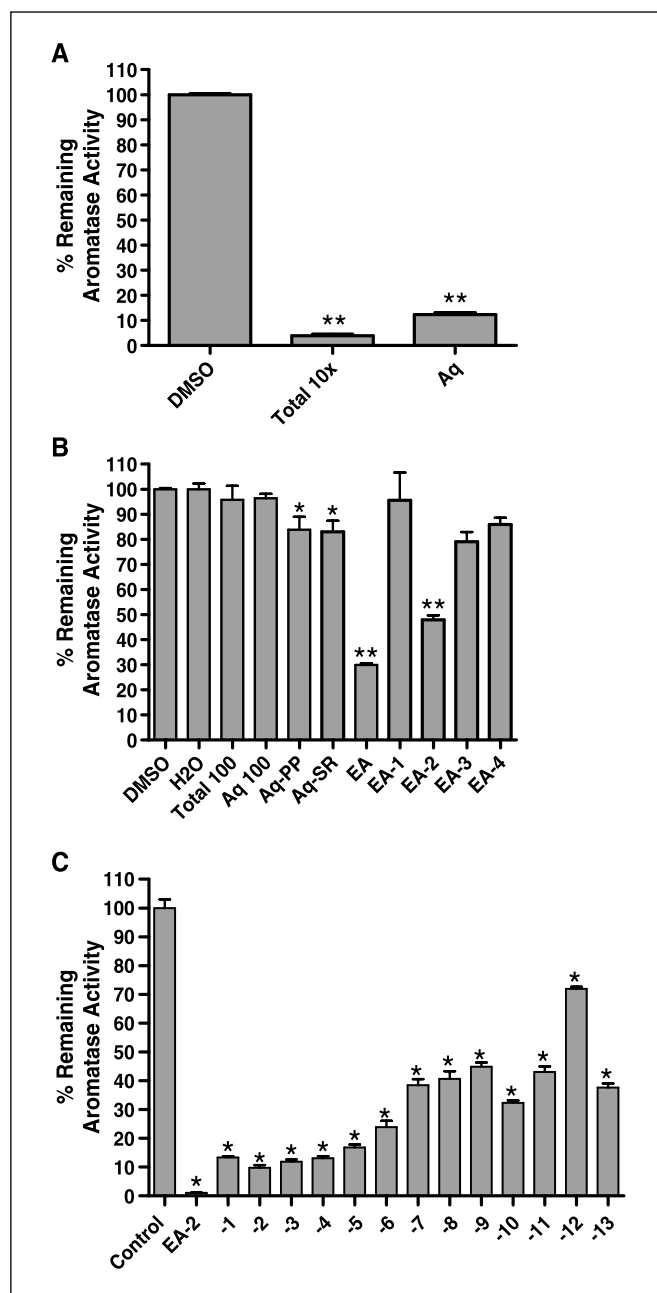 A
% Remaining
Aromatase Activity
110
100
90
80
70
60
50
40
30
20
10
0
**
**
DMSO
Total 10x
Aq
B
% Remaining
Aromatase Activity
110
100
90
80
70
60
50
40
30
20
10
0
*
*
**
**
DMSO
H2O
Total 100
Aq 100
Aq-PP
Aq-SR
EA
EA-1
EA-2
EA-3
EA-4
C
% Remaining
Aromatase Activity
110
100
90
80
70
60
50
40
30
20
10
0
*
*
*
*
*
*
*
*
*
*
*
*
*
*
Control
EA-2
-1
-2
-3
-4
-5
-6
-7
-8
-9
-10
-11
-12
-13